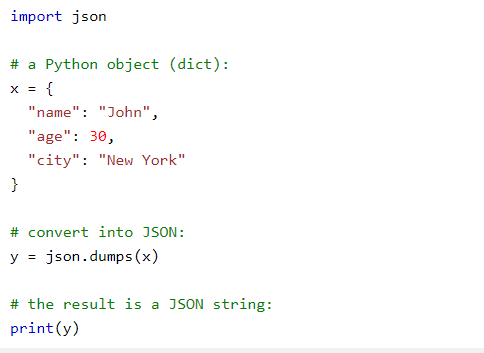 import json
# a Python object (dict):
x = {
  "name": "John",
  "age": 30,
  "city": "New York"
}
# convert into JSON:
y = json.dumps(x)
# the result is a JSON string:
print(y)